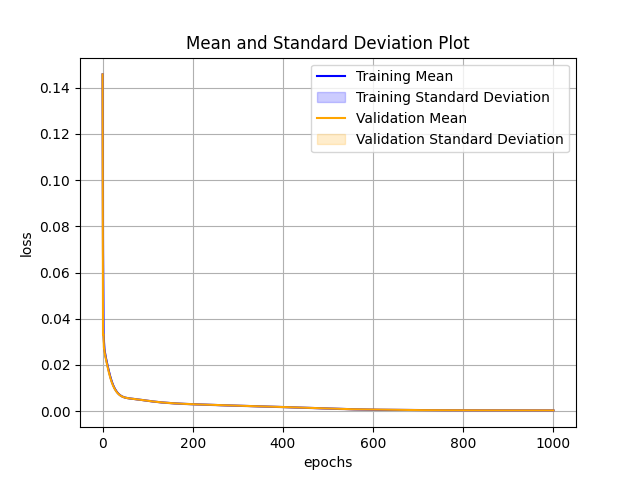 Mean and Standard Deviation Plot
Training Mean
Training Standard Deviation
Validation Mean
Validation Standard Deviation
0.14
0.12
0.10
0.08
0.06
0.04
0.02
0.00
loss
0 200 400 600 800 1000
epochs